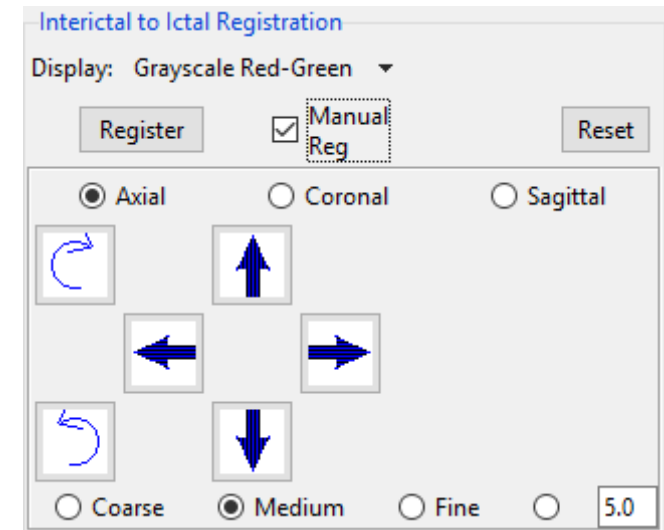 Interictal to Ictal Registration
Display: Grayscale Red-Green
Register
Manual
Reg
Reset
Axial Coronal Sagittal
Coarse Medium Fine 5.0